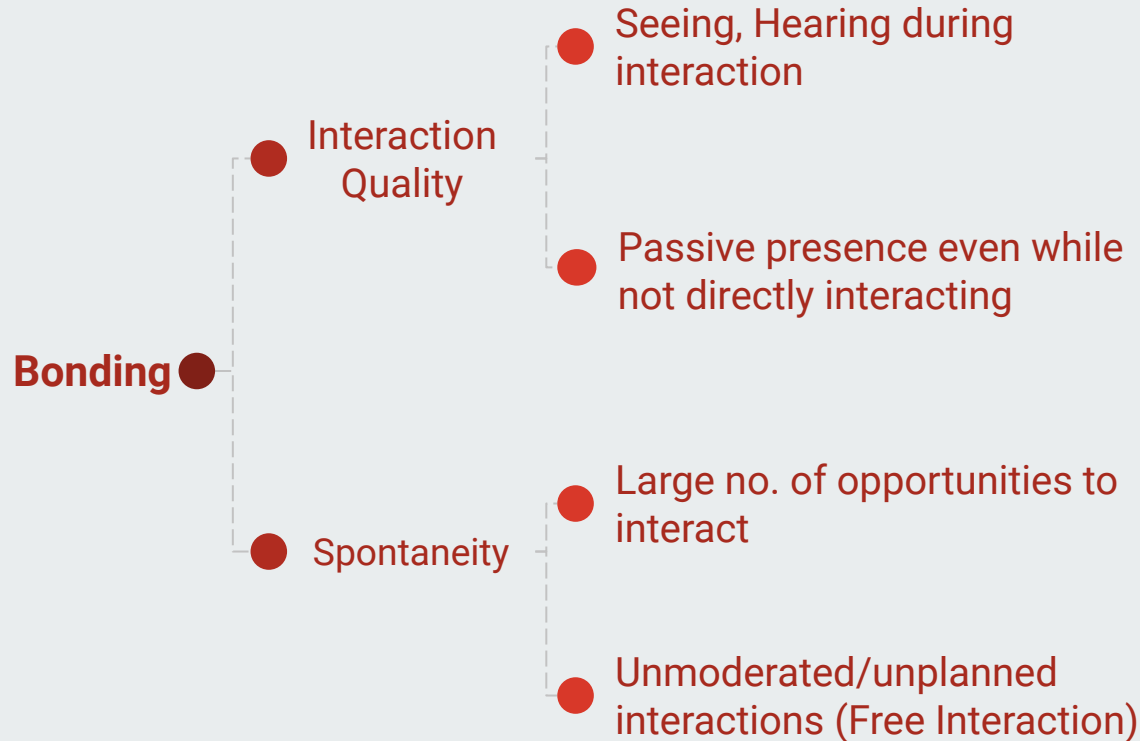 Bonding
Interaction
Quality
Seeing, Hearing during
interaction
Passive presence even while
not directly interacting
Spontaneity
Large no. of opportunities to
interact
Unmoderated/unplanned
interactions (Free Interaction)